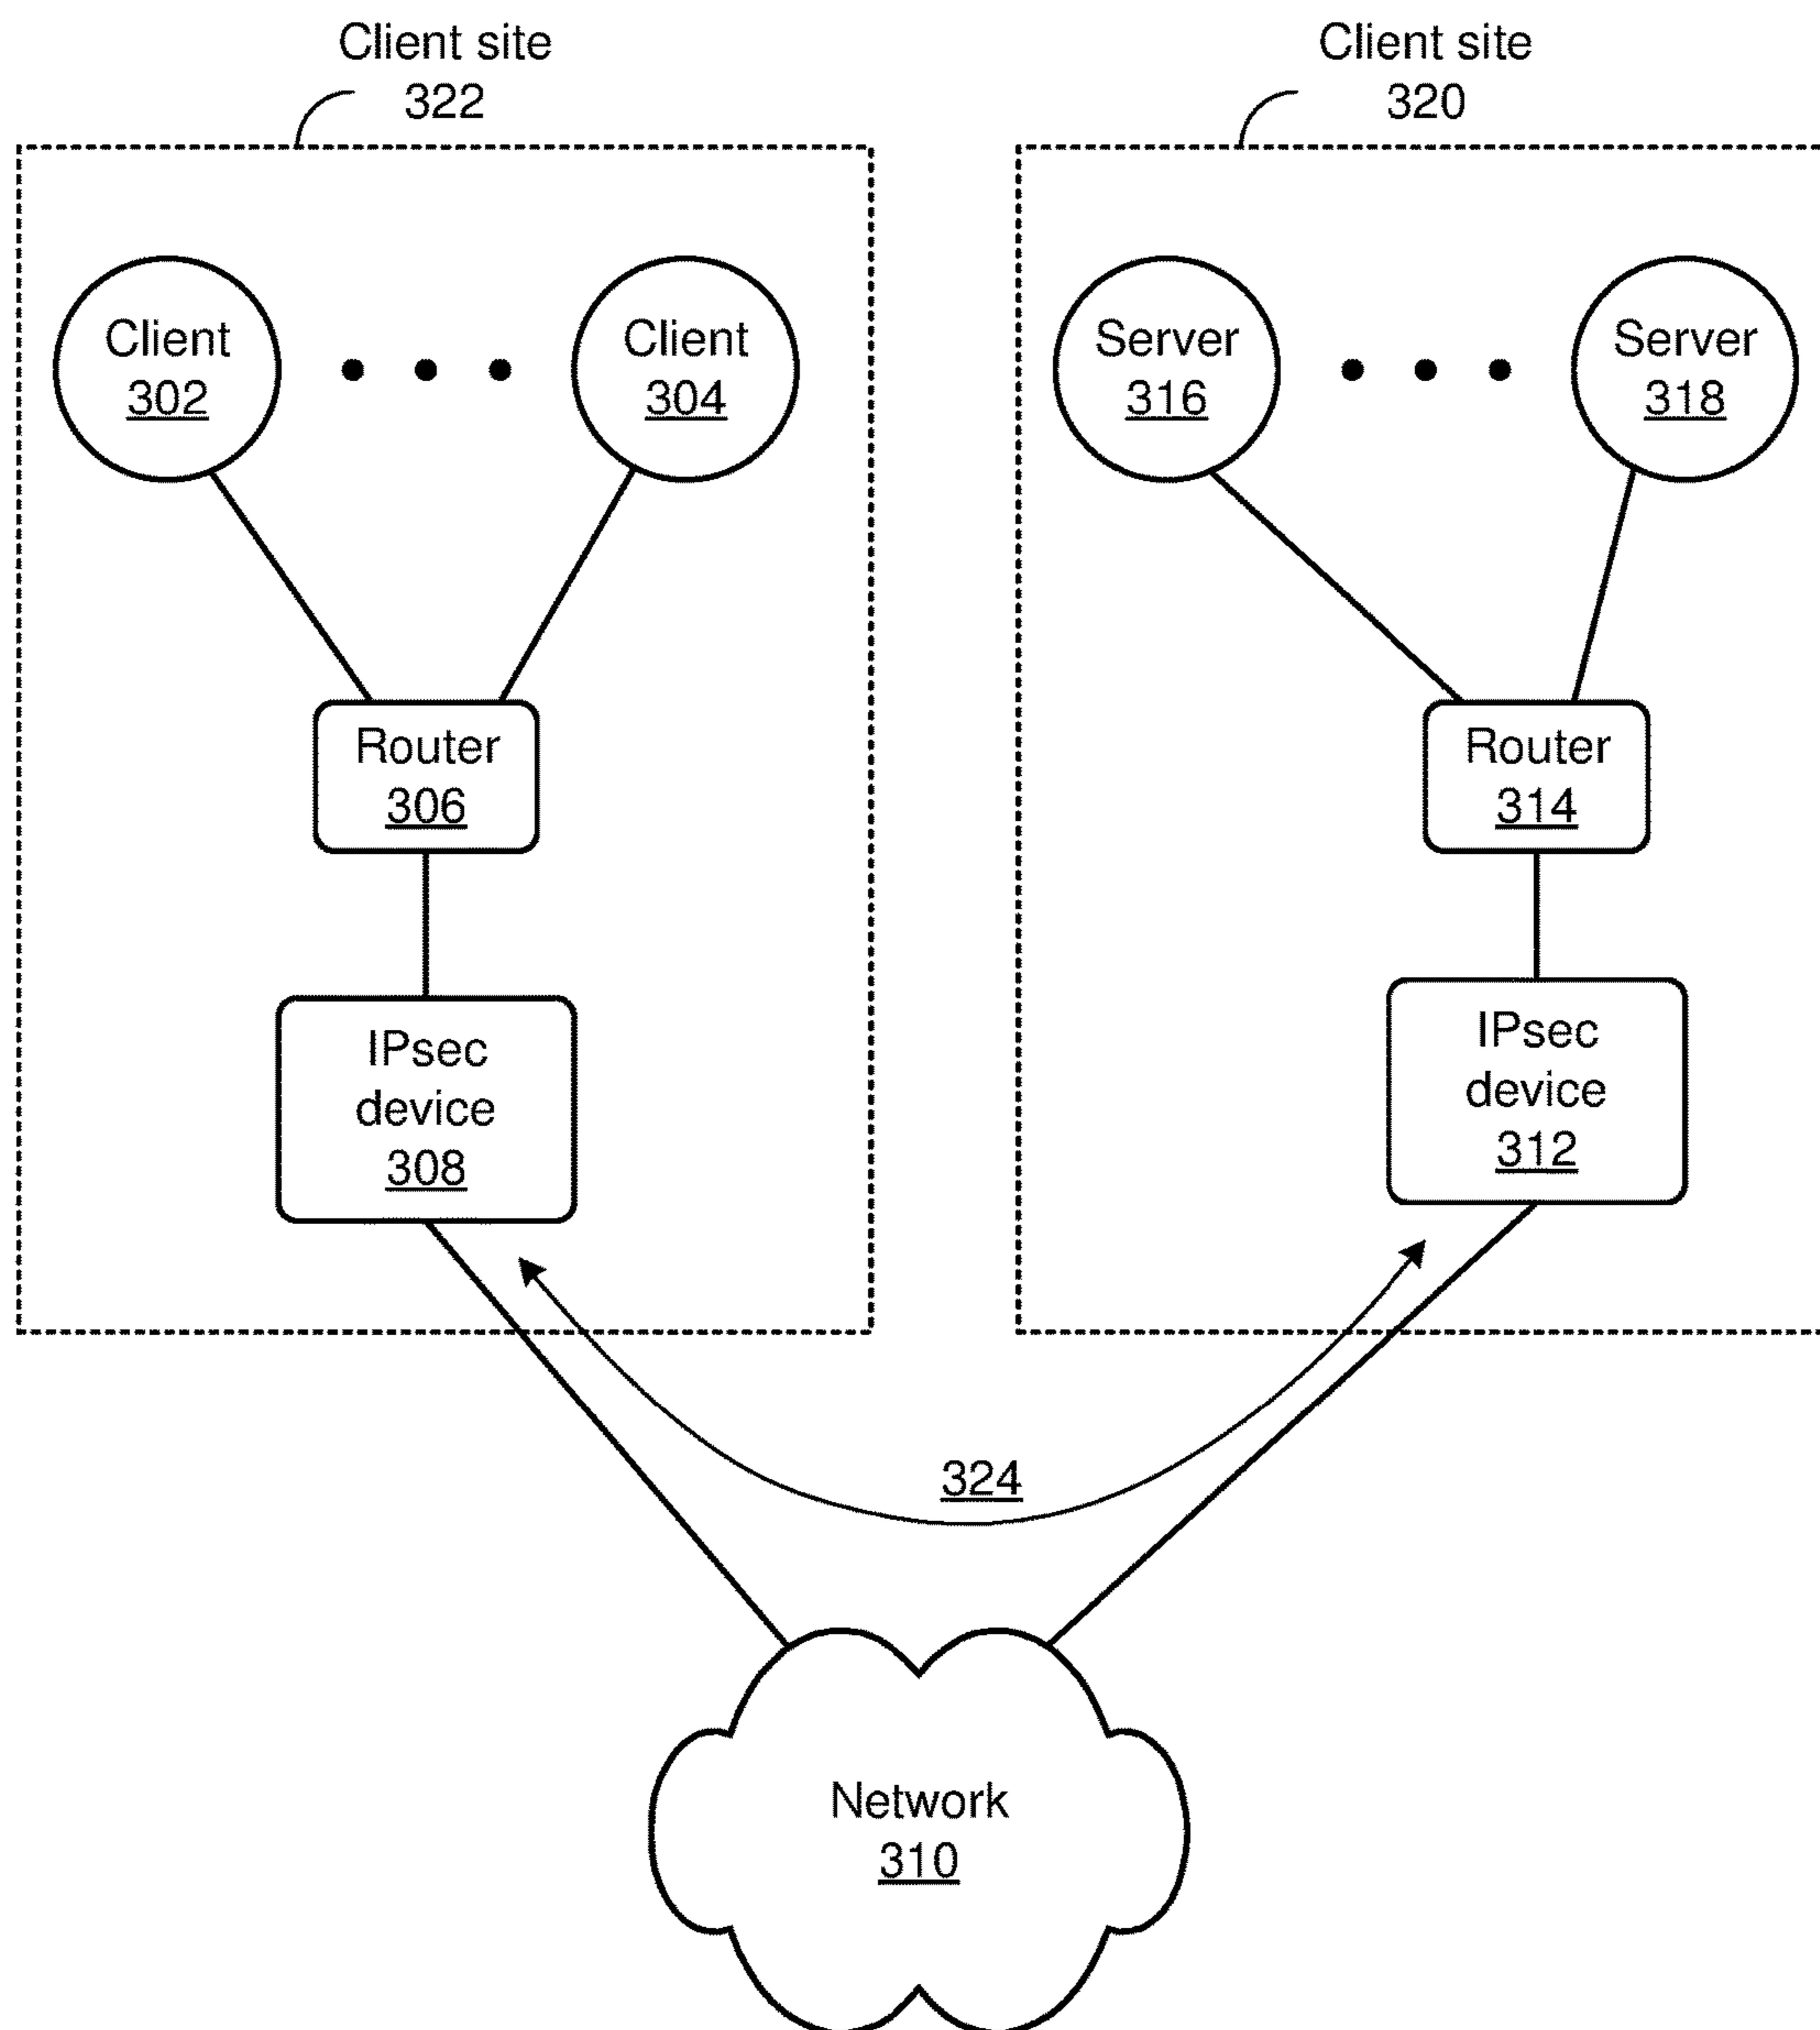 Client site
322
Client site
320
Client
302
Client
304
Server
316
Server
318
Router
306
Router
314
IPsec
device
308
IPsec
device
312
324
Network
310